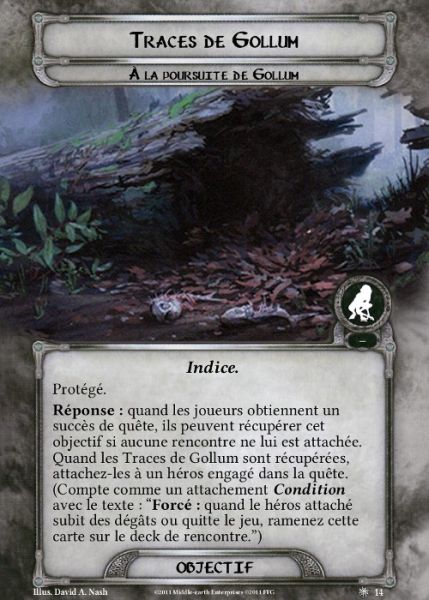 Traces de Gollum
À la poursuite de Gollum
–
Indice.
Protégé.
Réponse : quand les joueurs obtiennent un
succès de quête, ils peuvent récupérer cet
objectif si aucune rencontre ne lui est attachée.
Quand les Traces de Gollum sont récupérées,
attachez-les à un héros engagé dans la quête.
(Compte comme un attachement Condition
avec le texte : “Forcé : quand le héros attaché
subit des dégâts ou quitte le jeu, ramenez cette
carte sur le deck de rencontre.”)
OBJECTIF
Illus. David A. Nash ©2011 Middle-earth Enterprises ©2011 FFG 14